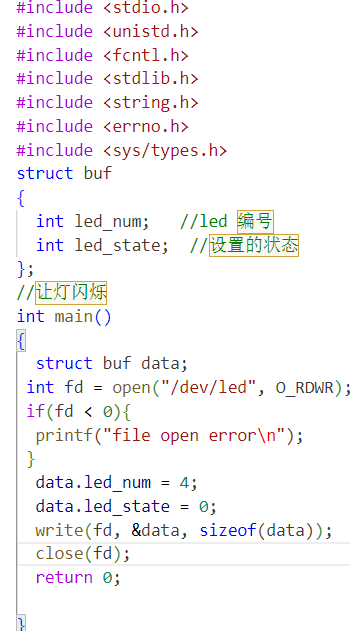 #include <stdio.h>
#include <unistd.h>
#include <fcntl.h>
#include <stdlib.h>
#include <string.h>
#include <errno.h>
#include <sys/types.h>
struct buf
{
  int led_num;   //led 编号
  int led_state;  //设置的状态
};
//让灯闪烁
int main()
{
  struct buf data;
 int fd = open("/dev/led", O_RDWR);
 if(fd < 0){
  printf("file open error\n");
 }
  data.led_num = 4;
  data.led_state = 0;
  write(fd, &data, sizeof(data));
  close(fd);
  return 0;
}